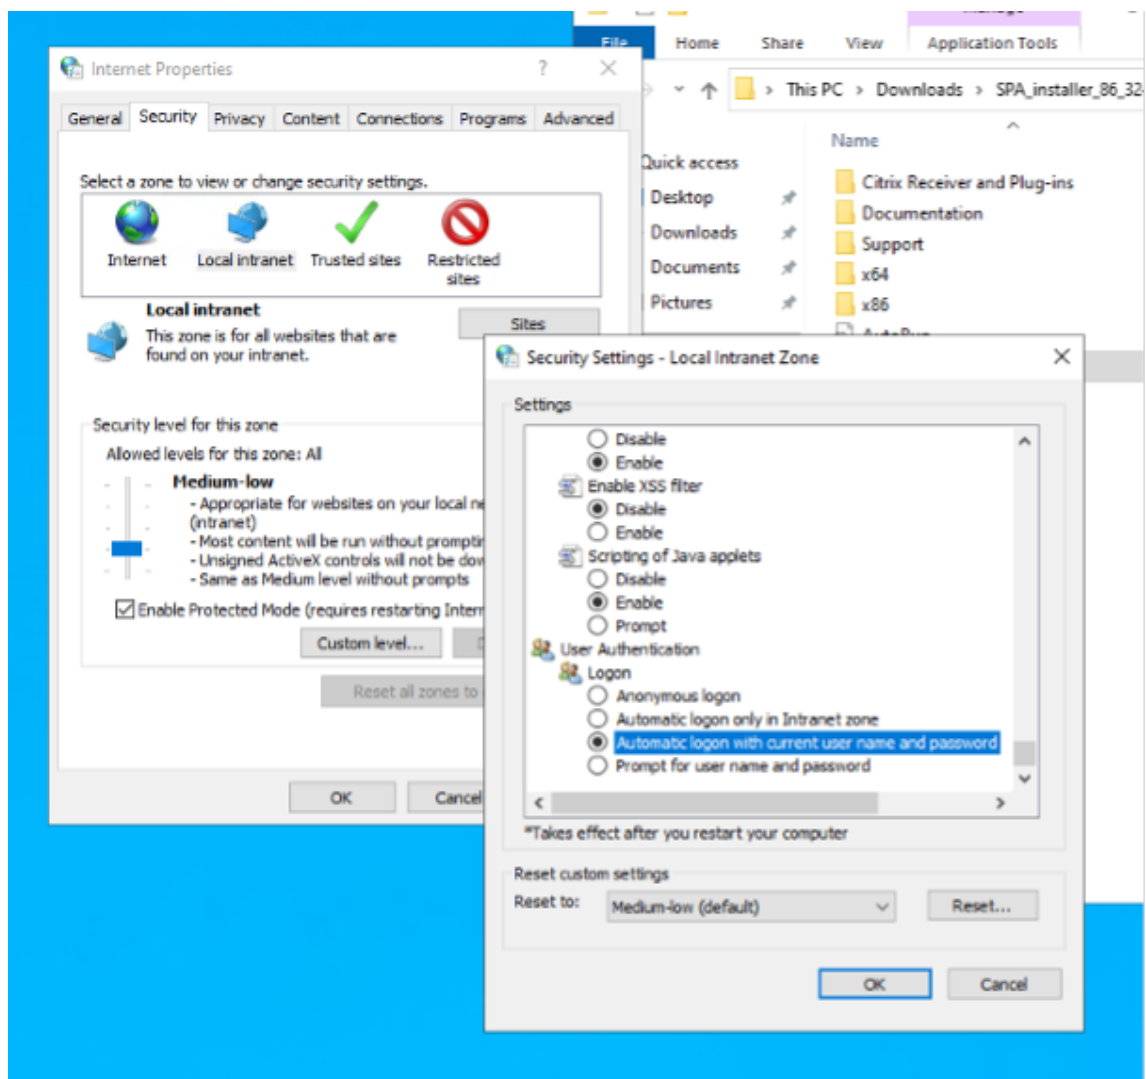 File
Home
Share
View
Application Tools
Internet Properties
?
This PC > Downloads > SPA_installer_86_32
General
Security
Privacy
Content
Connections
Programs
Advanced
Name
Quick access
Desktop
Downloads
Documents
Pictures
Citrix Receiver and Plug-ins
Documentation
Support
x64
x86
AutoRun
Select a zone to view or change security settings.
Internet
Local intranet
Trusted sites
Restricted
sites
Local intranet
This zone is for all websites that are
found on your intranet.
Sites
Security level for this zone
Allowed levels for this zone: All
Medium-low
- Appropriate for websites on your local ne
(intranet)
- Most content will be run without promptin
- Unsigned ActiveX controls will not be dow
- Same as Medium level without prompts
Enable Protected Mode (requires restarting Intern
Custom level...
D
Reset all zones to
OK
Cancel
Security Settings - Local Intranet Zone
Settings
Disable
Enable
Enable XSS filter
Disable
Enable
Scripting of Java applets
Disable
Enable
Prompt
User Authentication
Logon
Anonymous logon
Automatic logon only in Intranet zone
Automatic logon with current user name and password
Prompt for user name and password
*Takes effect after you restart your computer
Reset custom settings
Reset to:
Medium-low (default)
Reset...
OK
Cancel